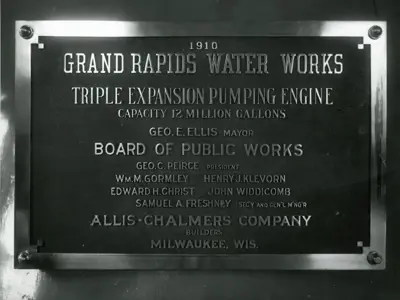 1910
GRAND RAPIDS WATER WORKS
TRIPLE EXPANSION PUMPING ENGINE
CAPACITY 12 MILLION GALLONS
GEO. E. ELLIS MAYOR
BOARD OF PUBLIC WORKS
GEO. C. PEIRCE PRESIDENT
WM. M. GORMLEY HENRY J. KLEVORN
EDWARD H. CHRIST JOHN WIDDICOMB
SAMUEL A. FRESHNEY SEC'Y AND GEN'L M'N'G'R
ALLIS-CHALMERS COMPANY
BUILDERS
MILWAUKEE, WIS.